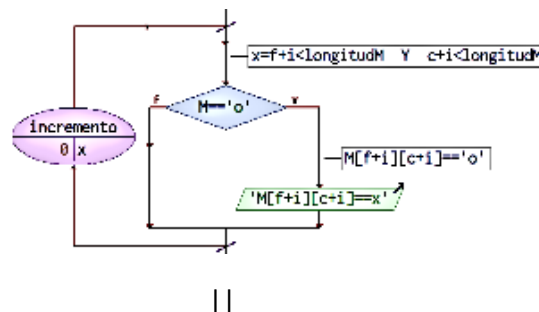 x=f+i<longitudM Y c+i<longitudM
F
M=='o'
V
incremento
0 x
M[f+i][c+i]=='o'
'M[f+i][c+i]==x'